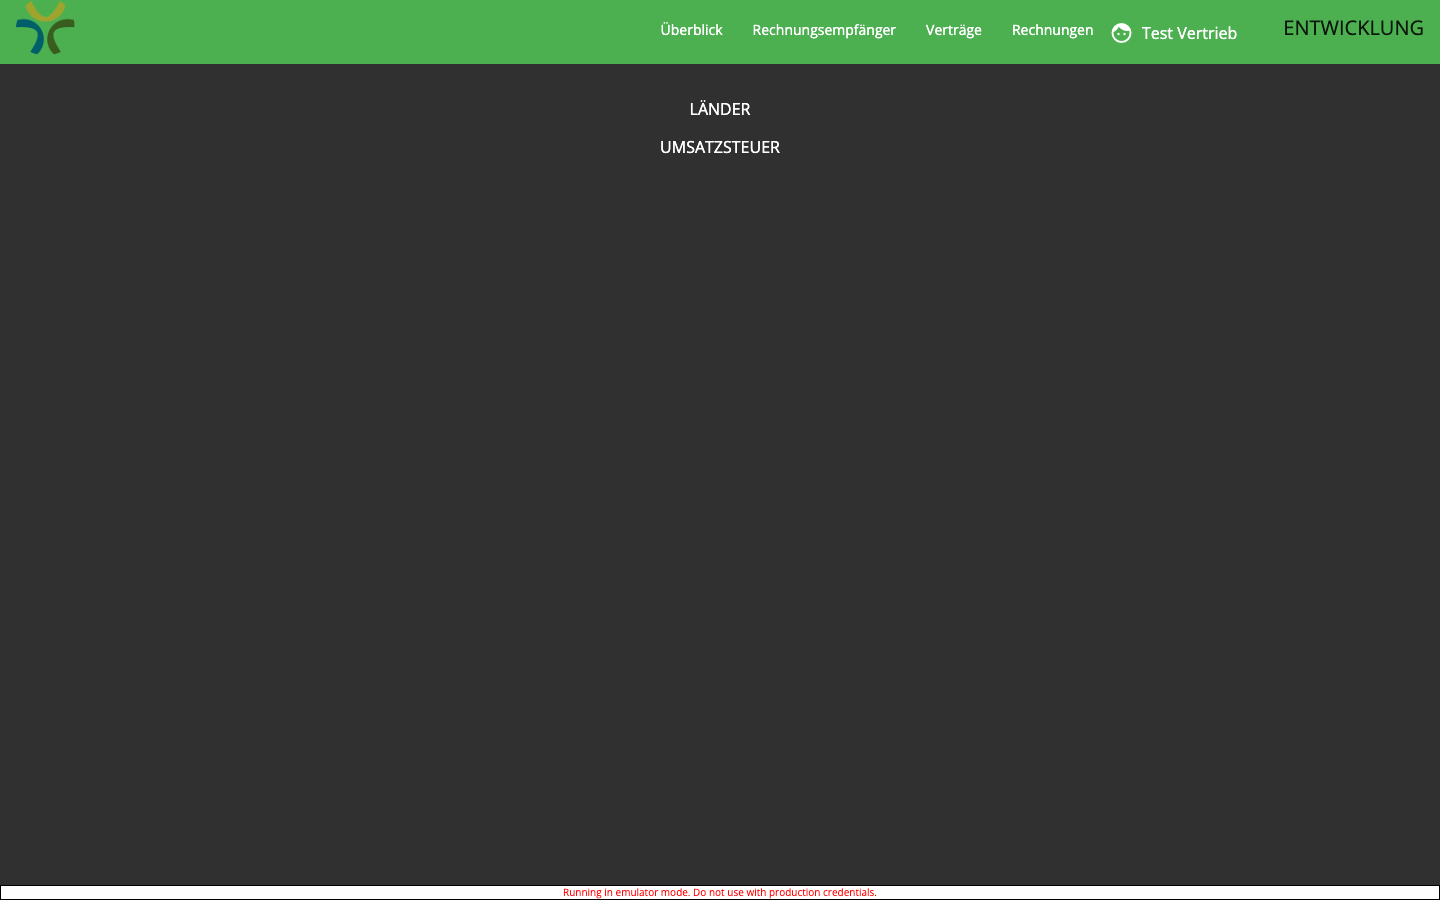 Überblick Rechnungsempfänger Verträge Rechnungen Test Vertrieb ENTWICKLUNG
LÄNDER
UMSATZSTEUER
Running in emulator mode. Do not use with production credentials.